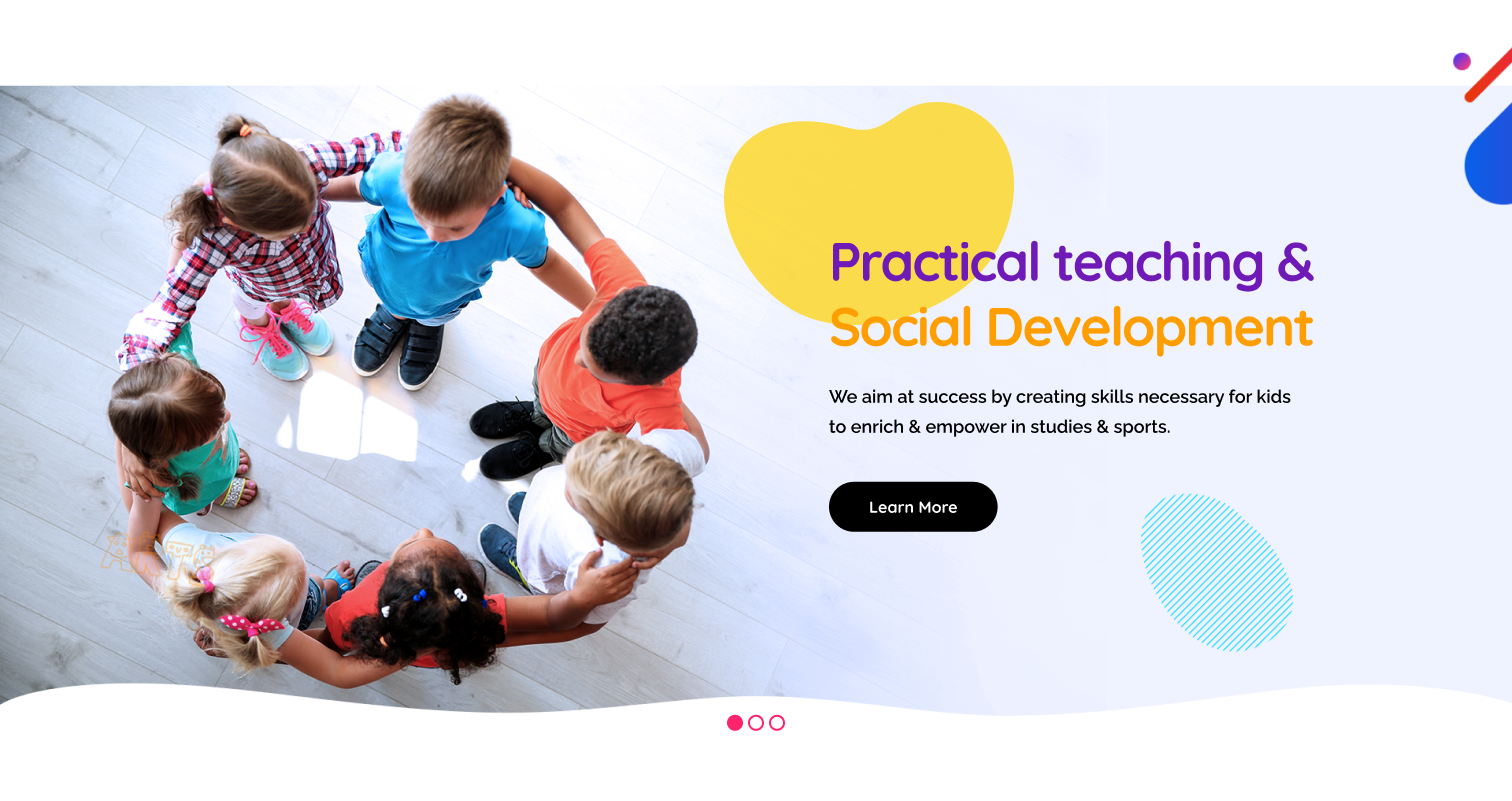 Practical teaching &
Social Development
We aim at success by creating skills necessary for kids
to enrich & empower in studies & sports.
Learn More